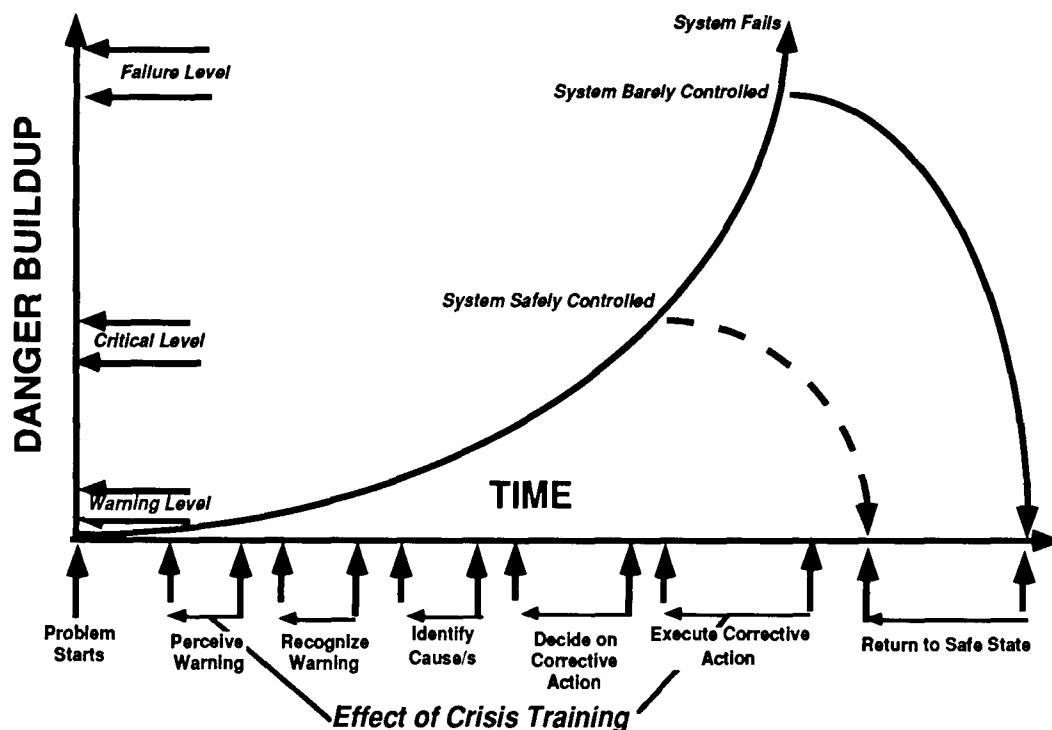 System Fails
Failure Level
System Barely Controlled
DANGER BUILDUP
System Safely Controlled
Critical Level
TIME
Warning Level
Problem
Starts
Perceive
Warning
Recognize
Warning
Identify
Cause/s
Decide on
Corrective
Action
Execute Corrective
Action
Return to Safe State
Effect of Crisis Training